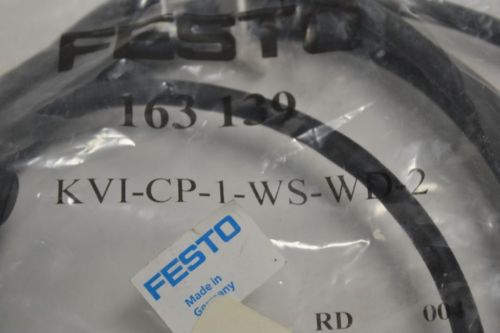 FESTO
163 139
KVI-CP-1-WS-WD-2
FESTO
Made in
Germany
RD